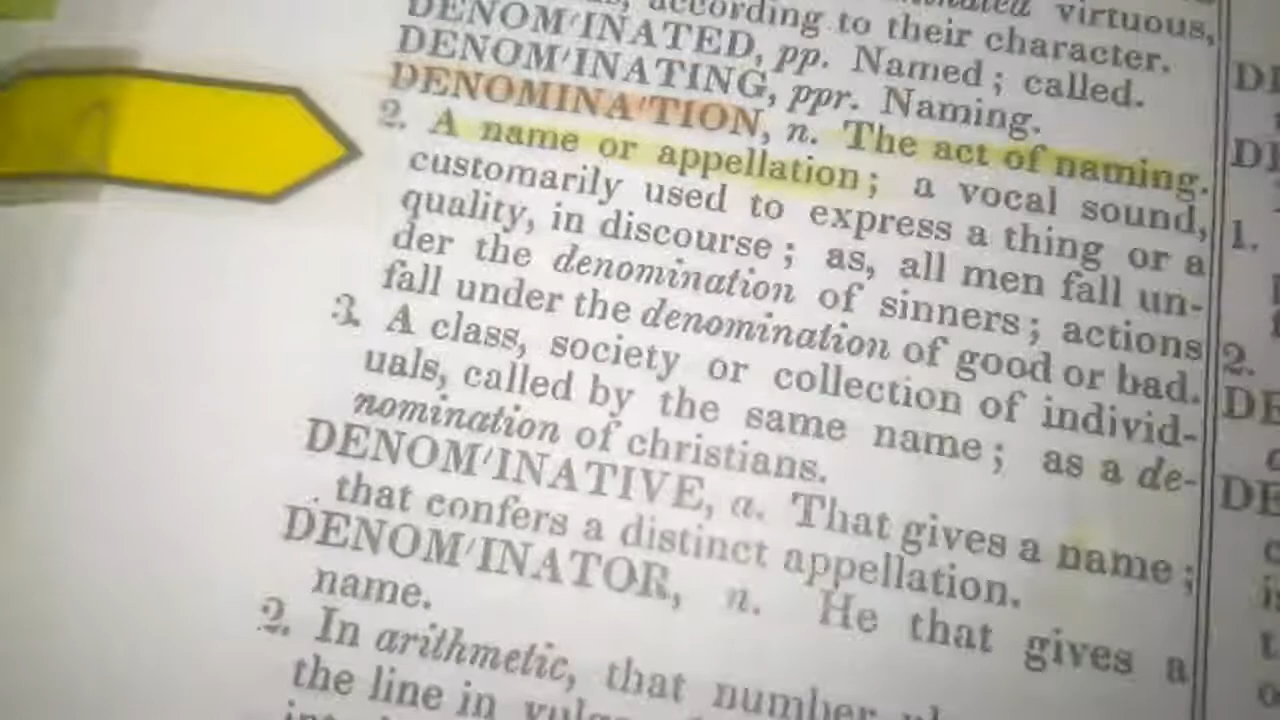 virtuous,
according to their character.
DENOM'INATED, pp. Named; called.
DENOM'INATING, ppr. Naming.
DENOMINA'TION, n. The act of naming.
2. A name or appellation; a vocal sound,
customarily used to express a thing or a
quality, in discourse; as, all men fall un-
der the denomination of sinners; actions
fall under the denomination of good or bad.
3. A class, society or collection of individ-
uals, called by the same name; as a de-
nomination of christians.
DENOM'INATIVE, a. That gives a name;
that confers a distinct appellation.
DENOM'INATOR, n. He that gives a
name.
2. In arithmetic, that number
the line in
1.
2.